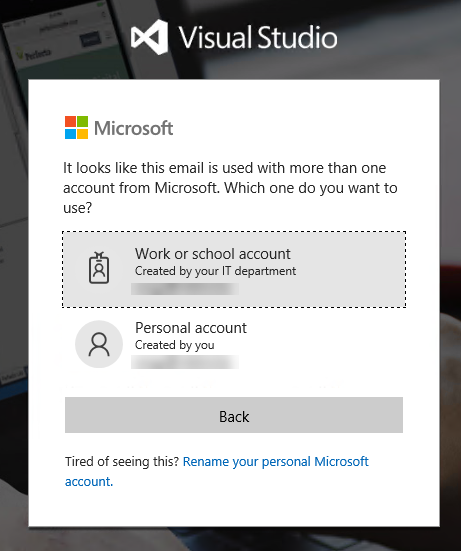 Visual Studio
Microsoft
It looks like this email is used with more than one
account from Microsoft. Which one do you want to
use?
Work or school account
Created by your IT department
Personal account
Created by you
Back
Tired of seeing this? Rename your personal Microsoft
account.